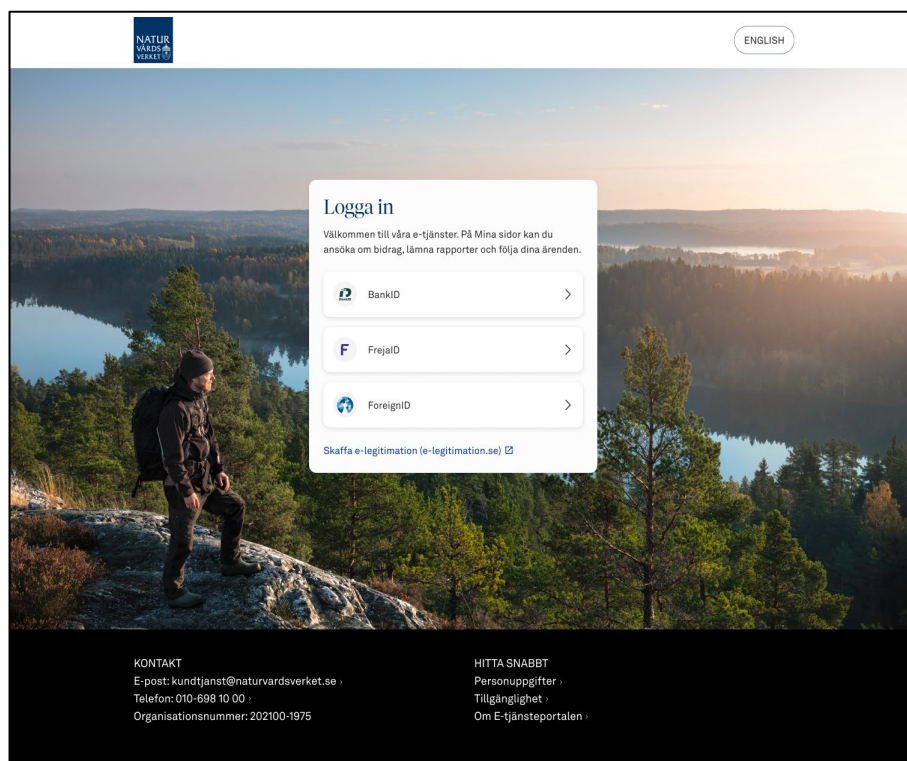 NATUR
VÅRDS
VERKET
ENGLISH
Logga in
Välkommen till våra e-tjänster. På Mina sidor kan du
ansöka om bidrag, lämna rapporter och följa dina ärenden.
BankID
BankID
F
FrejaID
ForeignID
Skaffa e-legitimation (e-legitimation.se)
KONTAKT
E-post: kundtjanst@naturvardsverket.se ›
Telefon: 010-698 10 00 ›
Organisationsnummer: 202100-1975
HITTA SNABBT
Personuppgifter ›
Tillgänglighet ›
Om E-tjänsteportalen ›